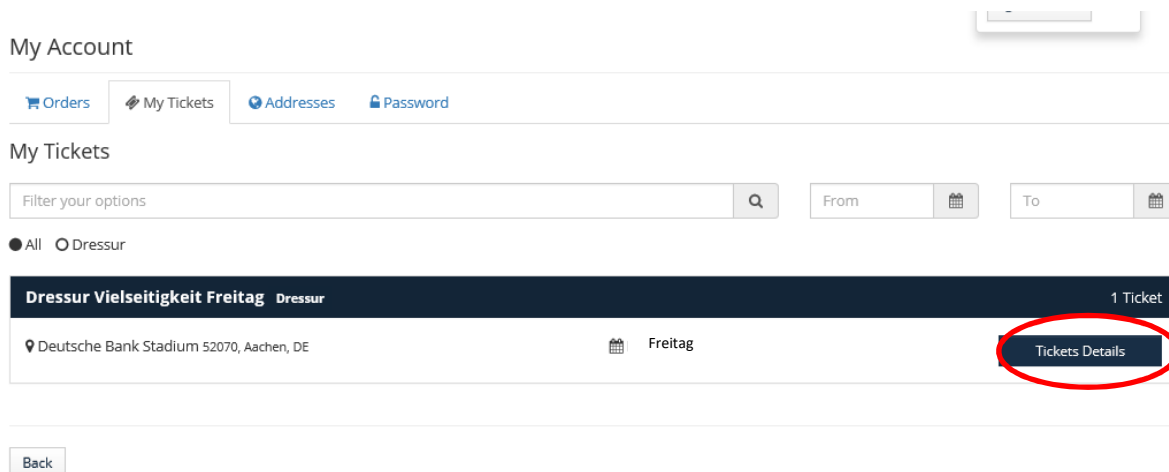 My Account
Orders My Tickets Addresses Password
My Tickets
Filter your options From To
All Dressur
Dressur Vielseitigkeit Freitag Dressur 1 Ticket
Deutsche Bank Stadium 52070, Aachen, DE Freitag Tickets Details
Back